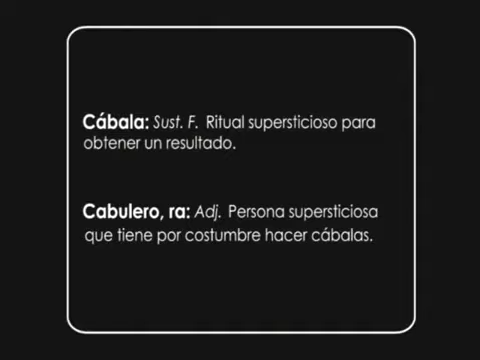 Cábala: Sust. F. Ritual supersticioso para
obtener un resultado.
Cabulero, ra: Adj. Persona supersticiosa
que tiene por costumbre hacer cábalas.